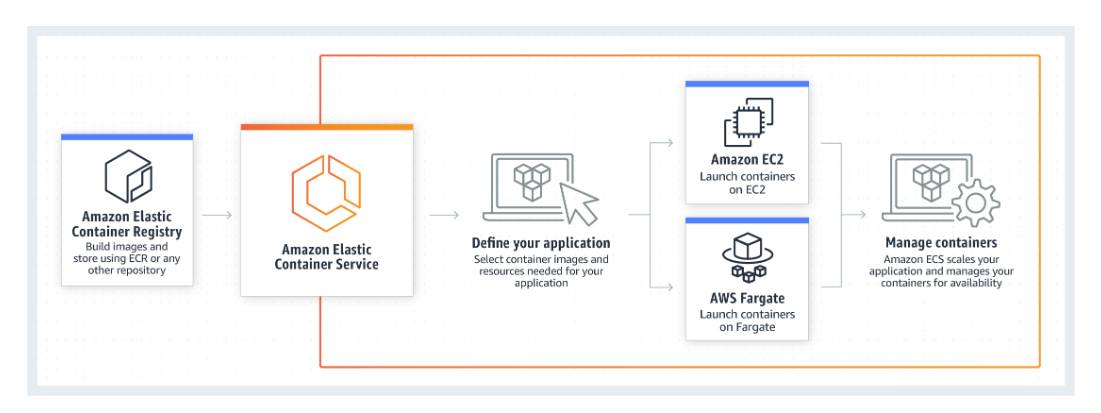 Amazon Elastic
Container Registry
Build images and
store using ECR or any
other repository
Amazon Elastic
Container Service
Define your application
Select container images and
resources needed for your
application
Amazon EC2
Launch containers
on EC2
AWS Fargate
Launch containers
on Fargate
Manage containers
Amazon ECS scales your
application and manages your
containers for availability